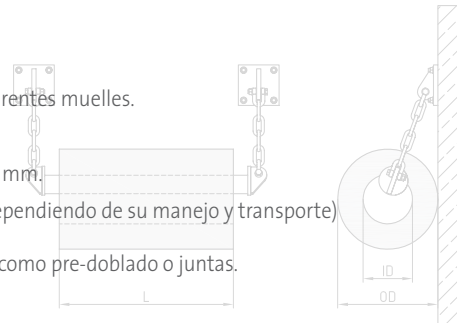 rentes muelles.
mm.
ependiendo de su manejo y transporte)
como pre-doblado o juntas.
ID
L
OD